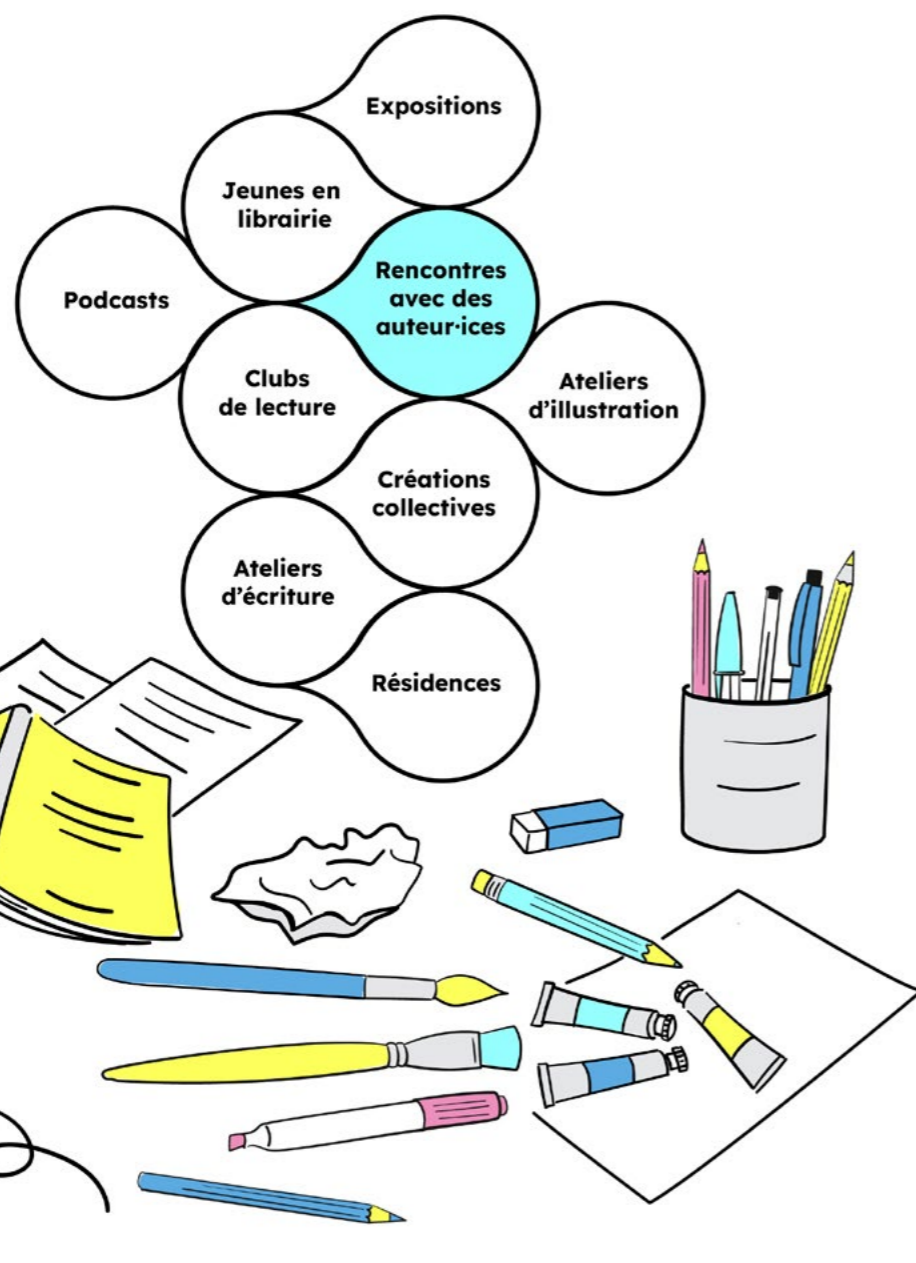 Expositions
Jeunes en
librairie
Rencontres
avec des
auteur·ices
Podcasts
Clubs
de lecture
Ateliers
d’illustration
Créations
collectives
Ateliers
d’écriture
Résidences